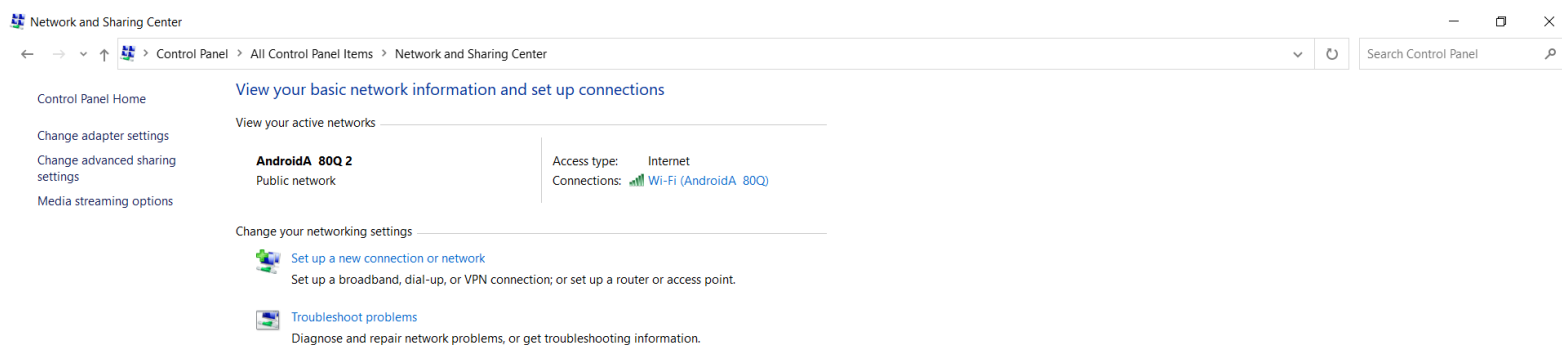 Network and Sharing Center
Control Panel > All Control Panel Items > Network and Sharing Center
Search Control Panel
Control Panel Home
Change adapter settings
Change advanced sharing
settings
Media streaming options
View your basic network information and set up connections
View your active networks
AndroidA 80Q 2
Public network
Access type: Internet
Connections: Wi-Fi (AndroidA 80Q)
Change your networking settings
Set up a new connection or network
Set up a broadband, dial-up, or VPN connection; or set up a router or access point.
Troubleshoot problems
Diagnose and repair network problems, or get troubleshooting information.